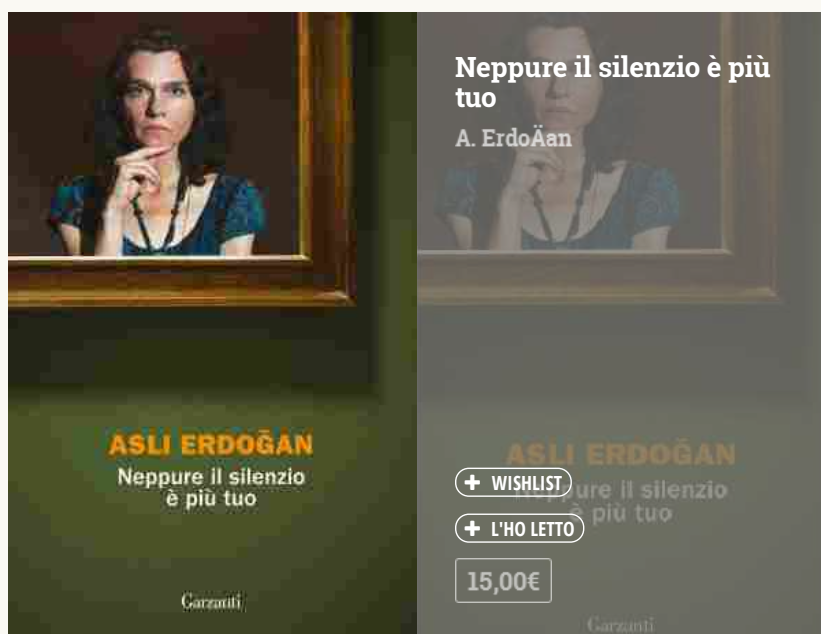 ASLI ERDOĞAN
Neppure il silenzio
è più tuo
Garzanti
Neppure il silenzio è più
tuo
A. ErdoÄan
ASLI ERDOĞAN
Neppure il silenzio
è più tuo
+ WISHLIST
+ L'HO LETTO
15,00€
Garzanti